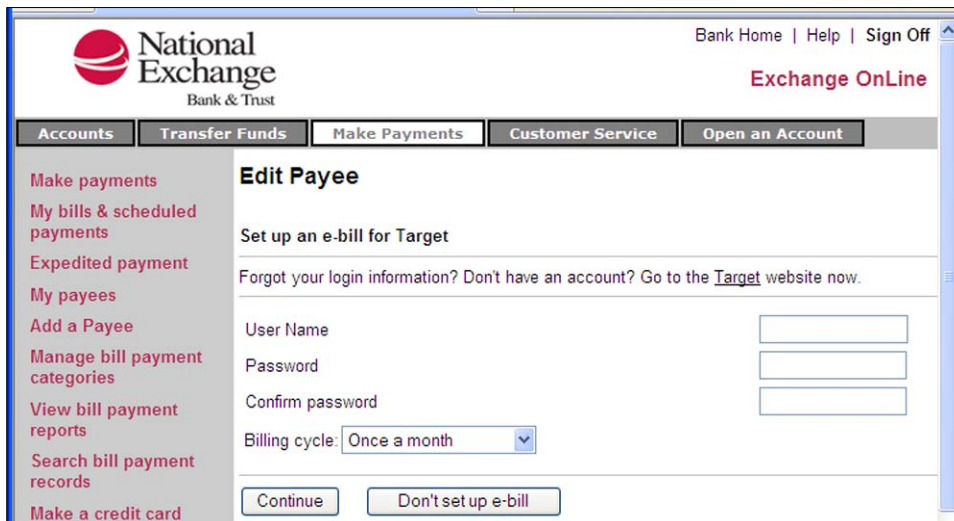 National
Exchange
Bank & Trust
Bank Home | Help | Sign Off
Exchange OnLine
Accounts
Transfer Funds
Make Payments
Customer Service
Open an Account
Make payments
My bills & scheduled
payments
Expedited payment
My payees
Add a Payee
Manage bill payment
categories
View bill payment
reports
Search bill payment
records
Make a credit card
Edit Payee
Set up an e-bill for Target
Forgot your login information? Don't have an account? Go to the Target website now.
User Name
Password
Confirm password
Billing cycle: Once a month
Continue
Don't set up e-bill